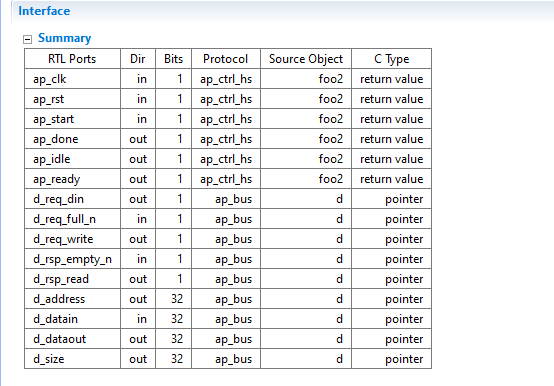 Interface
Summary
RTL Ports Dir Bits Protocol Source Object C Type
ap_clk in 1 ap_ctrl_hs foo2 return value
ap_rst in 1 ap_ctrl_hs foo2 return value
ap_start in 1 ap_ctrl_hs foo2 return value
ap_done out 1 ap_ctrl_hs foo2 return value
ap_idle out 1 ap_ctrl_hs foo2 return value
ap_ready out 1 ap_ctrl_hs foo2 return value
d_req_din out 1 ap_bus d pointer
d_req_full_n in 1 ap_bus d pointer
d_req_write out 1 ap_bus d pointer
d_rsp_empty_n in 1 ap_bus d pointer
d_rsp_read out 1 ap_bus d pointer
d_address out 32 ap_bus d pointer
d_datain in 32 ap_bus d pointer
d_dataout out 32 ap_bus d pointer
d_size out 32 ap_bus d pointer